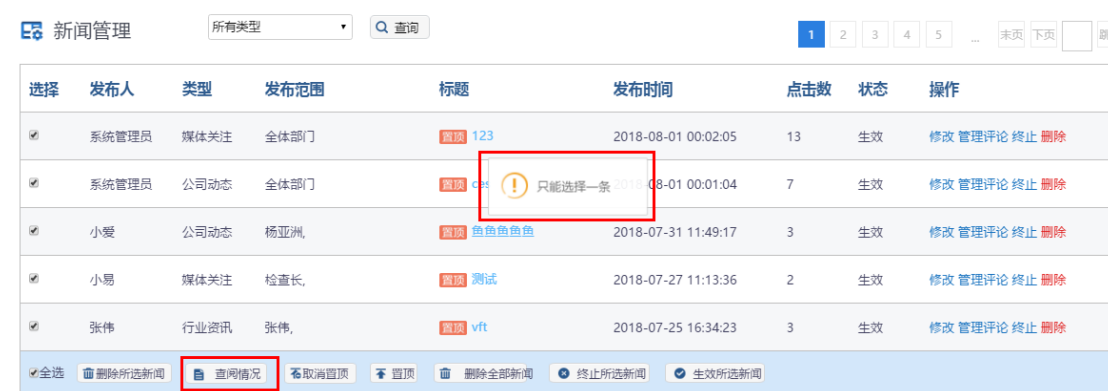 新闻管理 所有类型 查询 1 2 3 4 5 ... 末页 下页
选择 发布人 类型 发布范围 标题 发布时间 点击数 状态 操作
系统管理员 媒体关注 全体部门 置顶 123 2018-08-01 00:02:05 13 生效 修改 管理评论 终止 删除
系统管理员 公司动态 全体部门 置顶 ces 2018-08-01 00:01:04 7 生效 修改 管理评论 终止 删除
只能选择一条
小爱 公司动态 杨亚洲, 置顶 鱼鱼鱼鱼鱼 2018-07-31 11:49:17 3 生效 修改 管理评论 终止 删除
小易 媒体关注 检查长, 置顶 测试 2018-07-27 11:13:36 2 生效 修改 管理评论 终止 删除
张伟 行业资讯 张伟, 置顶 vft 2018-07-25 16:34:23 3 生效 修改 管理评论 终止 删除
全选 删除所选新闻 查阅情况 取消置顶 置顶 删除全部新闻 终止所选新闻 生效所选新闻